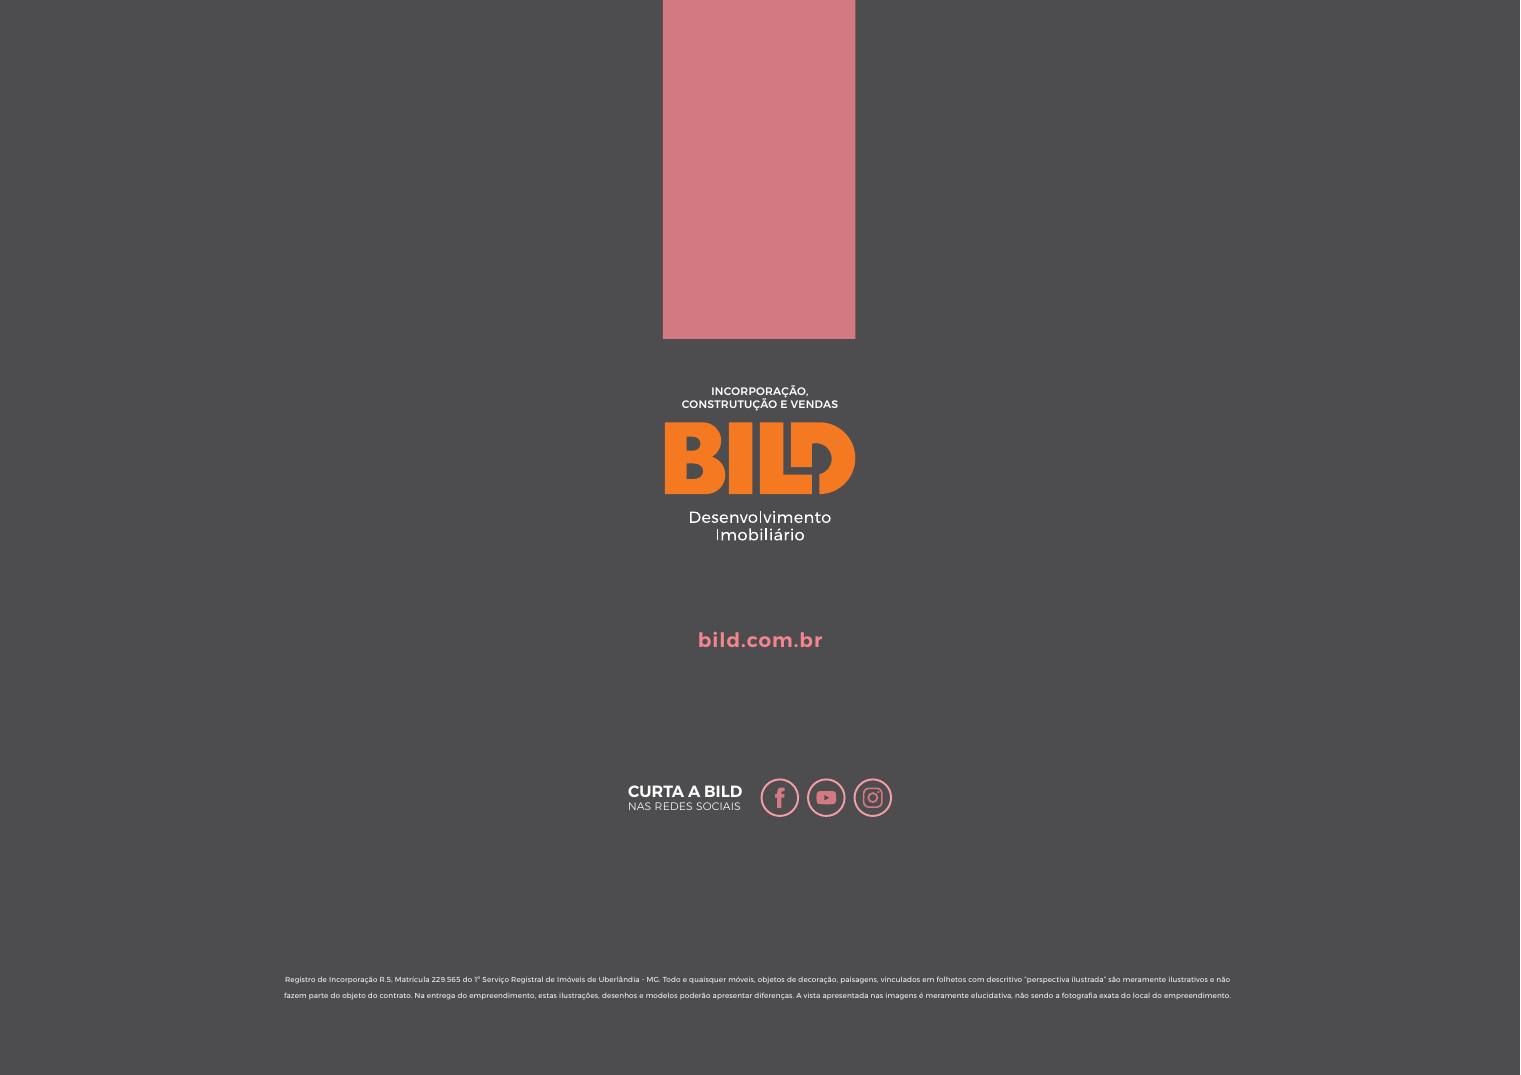 INCORPORAÇÃO,
CONSTRUTUÇÃO E VENDAS
BILD
Desenvolvimento
Imobiliário
bild.com.br
CURTA A BILD
NAS REDES SOCIAIS
Registro de Incorporação R.5, Matrícula 229.565 do 1º Serviço Registral de Imóveis de Uberlândia - MG. Todo e quaisquer móveis, objetos de decoração, paisagens, vinculados em folhetos com descritivo "perspectiva ilustrada" são meramente ilustrativos e não
fazem parte do objeto do contrato. Na entrega do empreendimento, estas ilustrações, desenhos e modelos poderão apresentar diferenças. A vista apresentada nas imagens é meramente elucidativa, não sendo a fotografia exata do local do empreendimento.